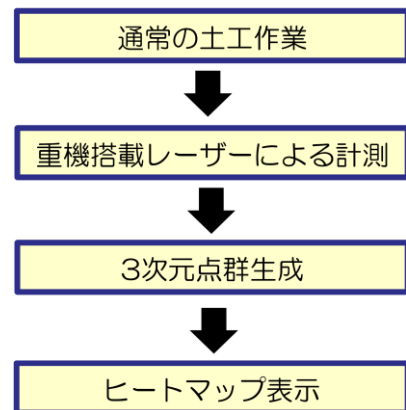 通常の土工作業
重機搭載レーザーによる計測
3次元点群生成
ヒートマップ表示